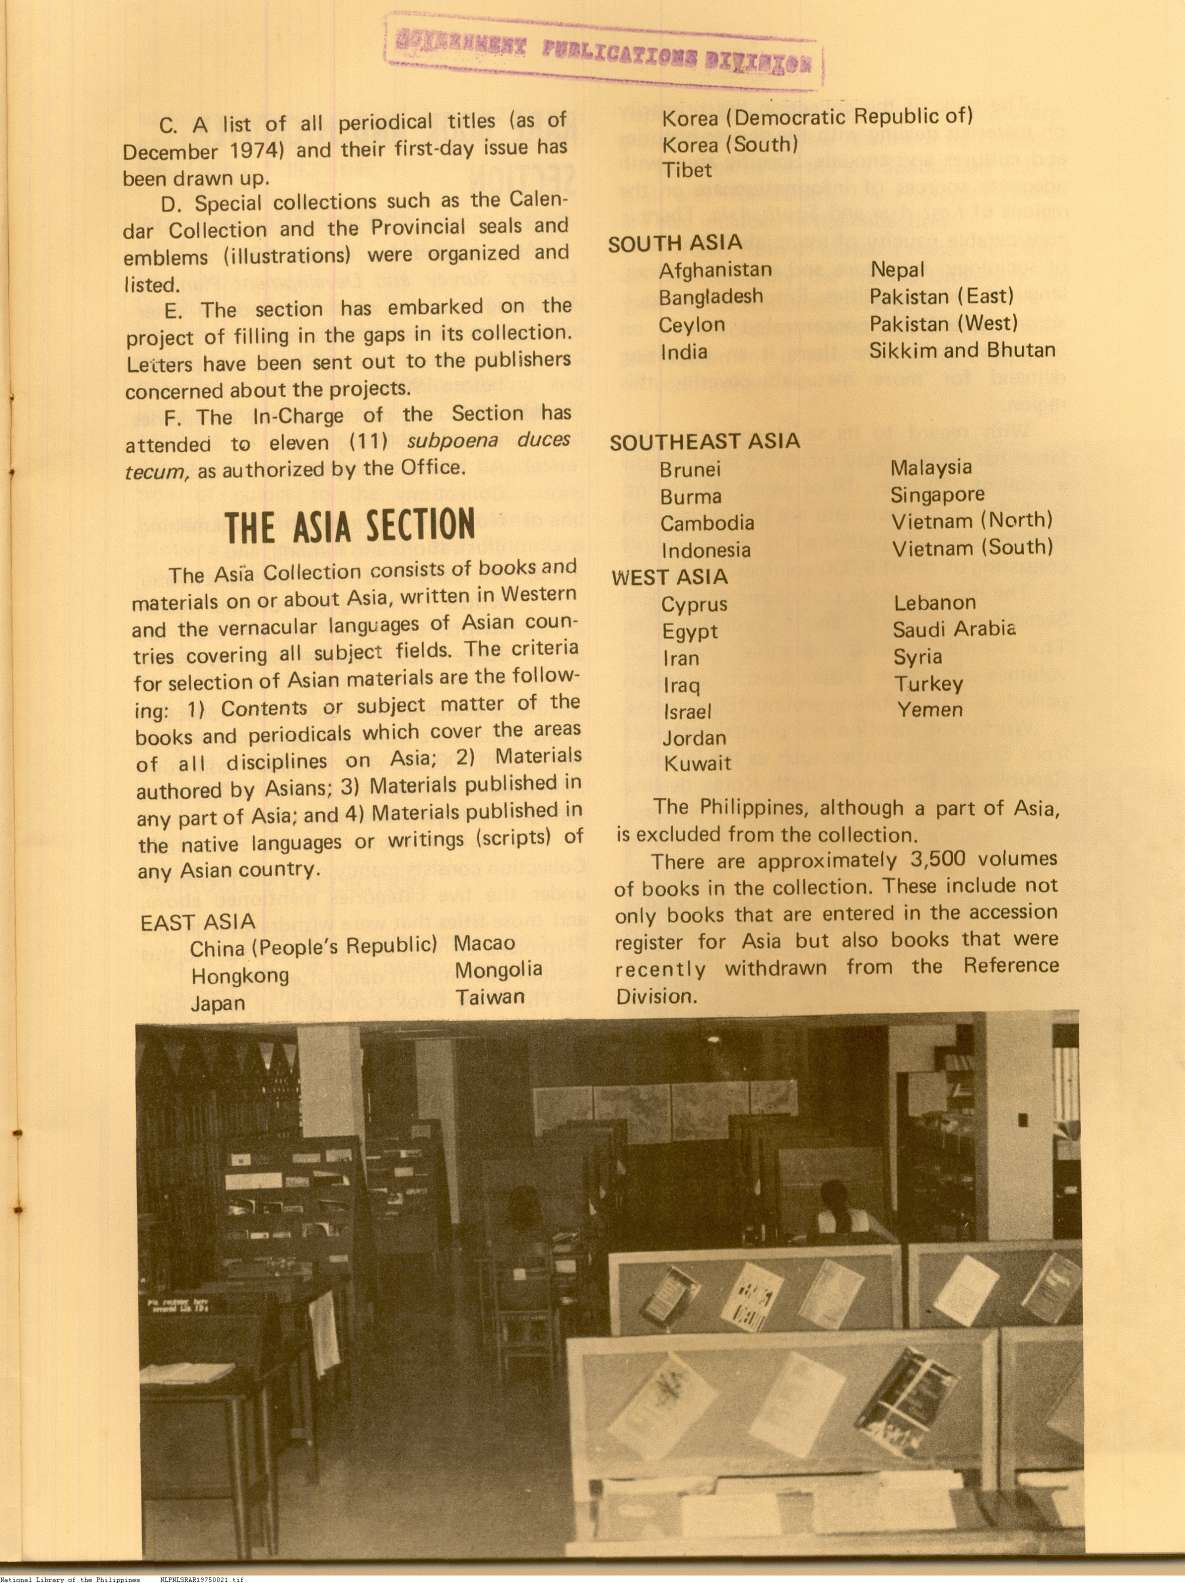 GOVERNMENT PUBLICATIONS DIVISION
C. A list of all periodical titles (as of
December 1974) and their first-day issue has
been drawn up.
D. Special collections such as the Calen-
dar Collection and the Provincial seals and
emblems (illustrations) were organized and
listed.
E. The section has embarked on the
project of filling in the gaps in its collection.
Letters have been sent out to the publishers
concerned about the projects.
F. The In-Charge of the Section has
attended to eleven (11) subpoena duces
tecum, as authorized by the Office.
THE ASIA SECTION
The Asia Collection consists of books and
materials on or about Asia, written in Western
and the vernacular languages of Asian coun-
tries covering all subject fields. The criteria
for selection of Asian materials are the follow-
ing: 1) Contents or subject matter of the
books and periodicals which cover the areas
of all disciplines on Asia; 2) Materials
authored by Asians; 3) Materials published in
any part of Asia; and 4) Materials published in
the native languages or writings (scripts) of
any Asian country.
EAST ASIA
China (People's Republic) Macao
Hongkong Mongolia
Japan Taiwan
Korea (Democratic Republic of)
Korea (South)
Tibet
SOUTH ASIA
Afghanistan Nepal
Bangladesh Pakistan (East)
Ceylon Pakistan (West)
India Sikkim and Bhutan
SOUTHEAST ASIA
Brunei Malaysia
Burma Singapore
Cambodia Vietnam (North)
Indonesia Vietnam (South)
WEST ASIA
Cyprus Lebanon
Egypt Saudi Arabia
Iran Syria
Iraq Turkey
Israel Yemen
Jordan
Kuwait
The Philippines, although a part of Asia,
is excluded from the collection.
There are approximately 3,500 volumes
of books in the collection. These include not
only books that are entered in the accession
register for Asia but also books that were
recently withdrawn from the Reference
Division.
National Library of the Philippines NLPNLSRAR19750021.tif